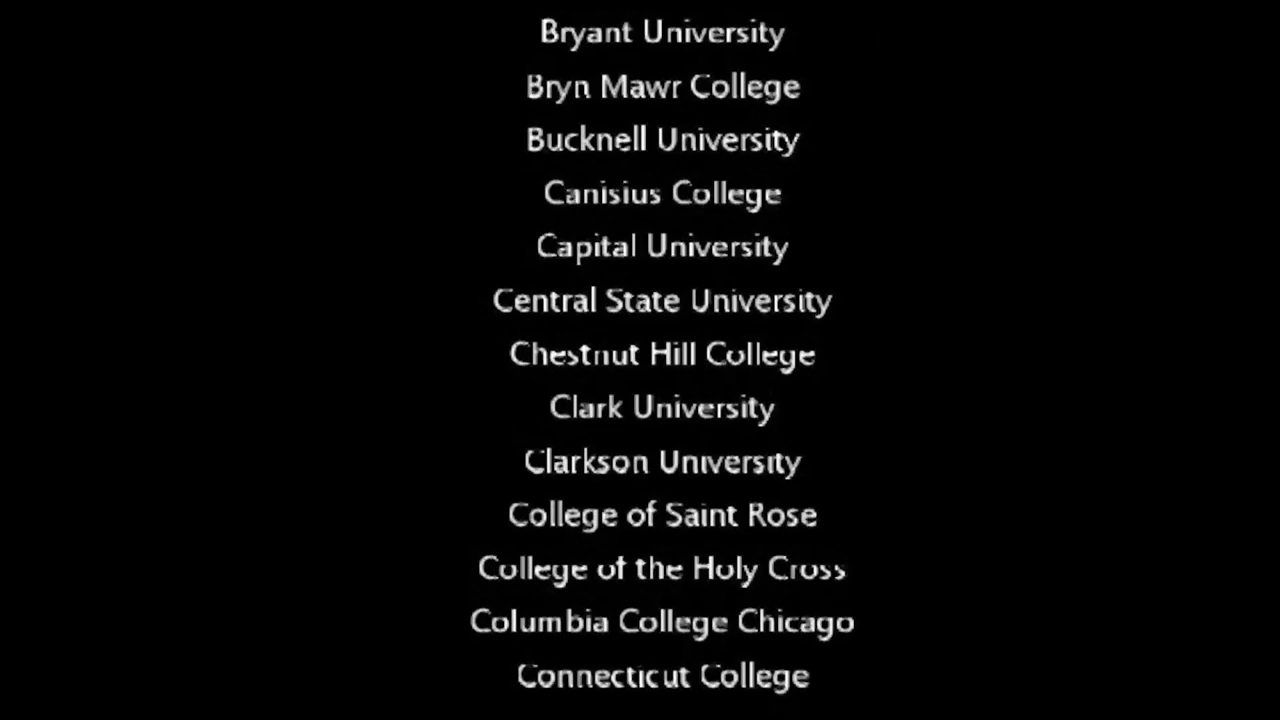 Bryant University
Bryn Mawr College
Bucknell University
Canisius College
Capital University
Central State University
Chestnut Hill College
Clark University
Clarkson University
College of Saint Rose
College of the Holy Cross
Columbia College Chicago
Connecticut College